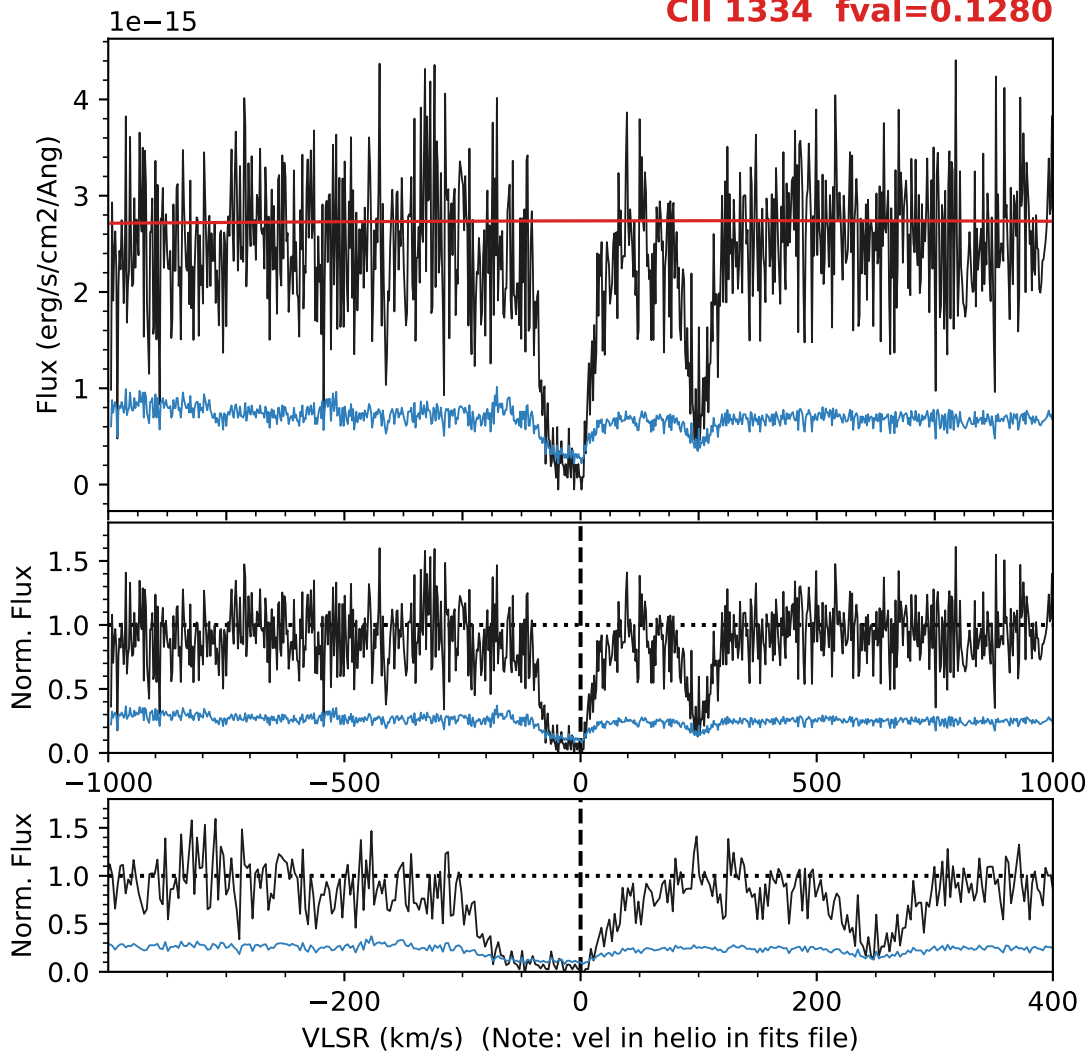 CII 1334 fval=0.1280
1e−15
4
3
2
1
0
Flux (erg/s/cm2/Ang)
1.5
1.0
0.5
0.0
Norm. Flux
−1000 −500 0 500 1000
1.5
1.0
0.5
0.0
Norm. Flux
−200 0 200 400
VLSR (km/s) (Note: vel in helio in fits file)